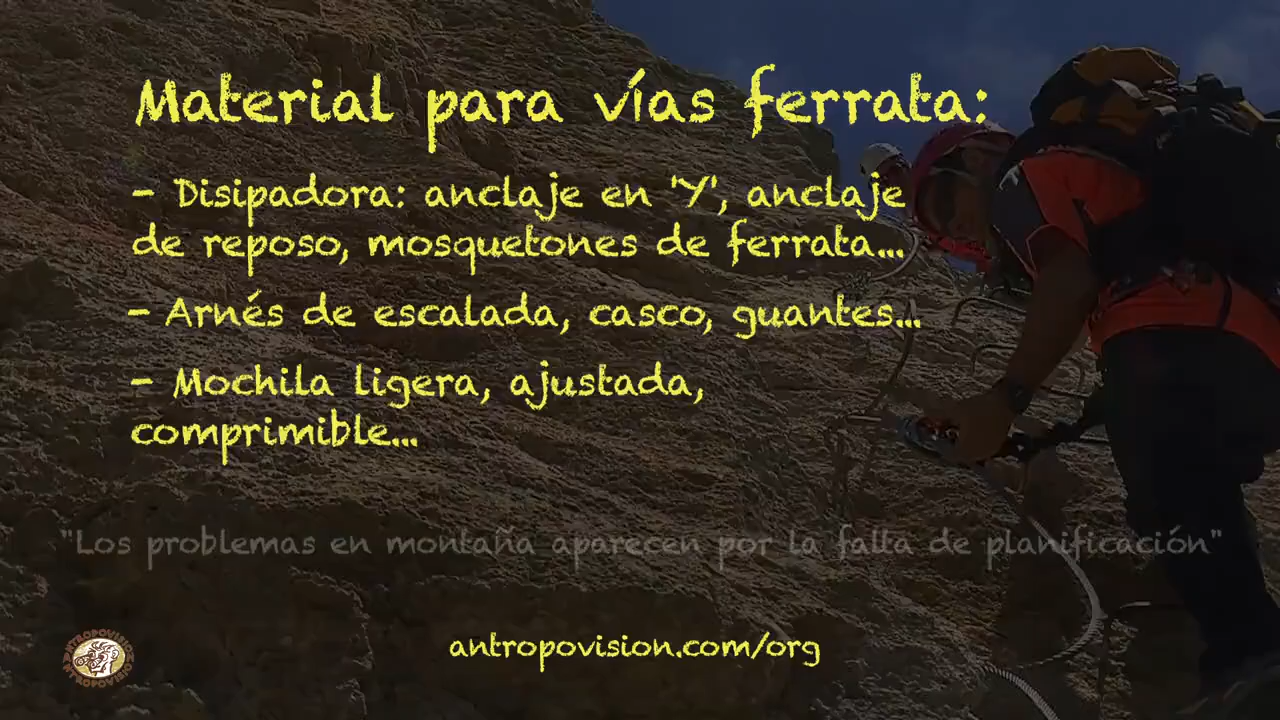 Material para vías ferrata:
- Disipadora: anclaje en 'Y', anclaje
de reposo, mosquetones de ferrata...
- Arnés de escalada, casco, guantes...
- Mochila ligera, ajustada,
comprimible...
"Los problemas en montaña aparecen por la falta de planificación"
antropovision.com/org